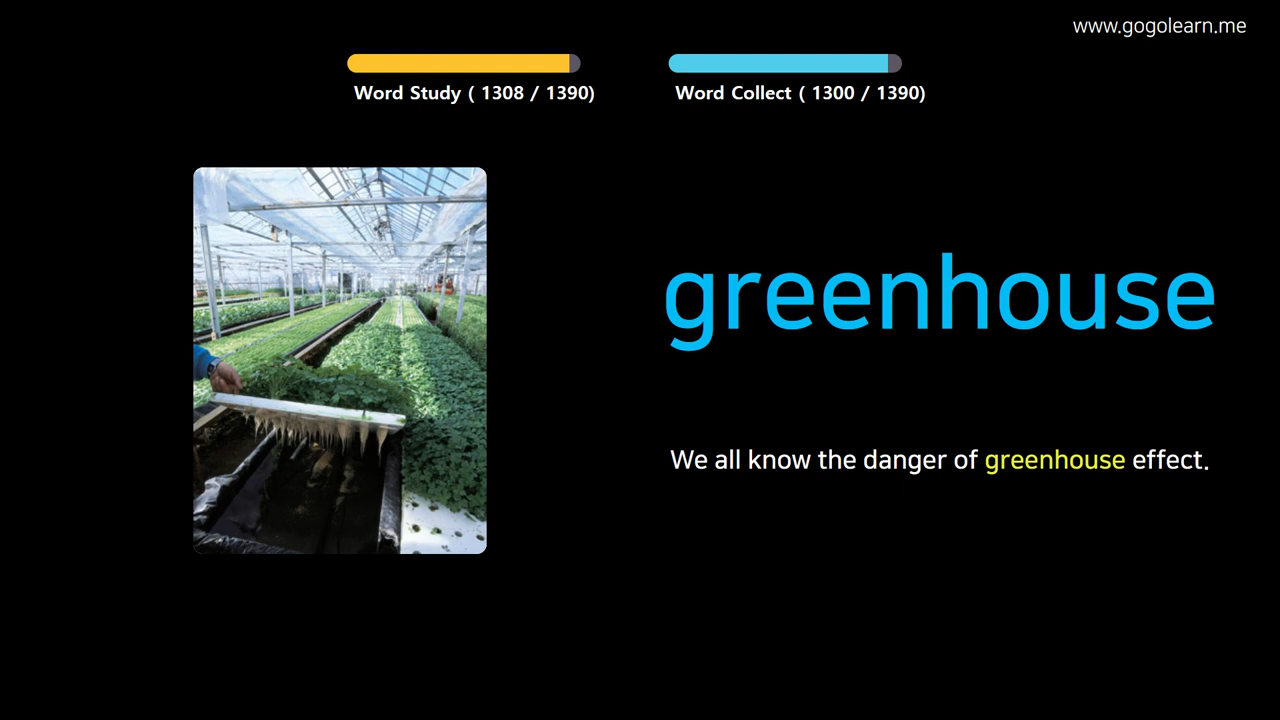 www.gogolearn.me
Word Study ( 1308 / 1390)
Word Collect ( 1300 / 1390)
greenhouse
We all know the danger of greenhouse effect.